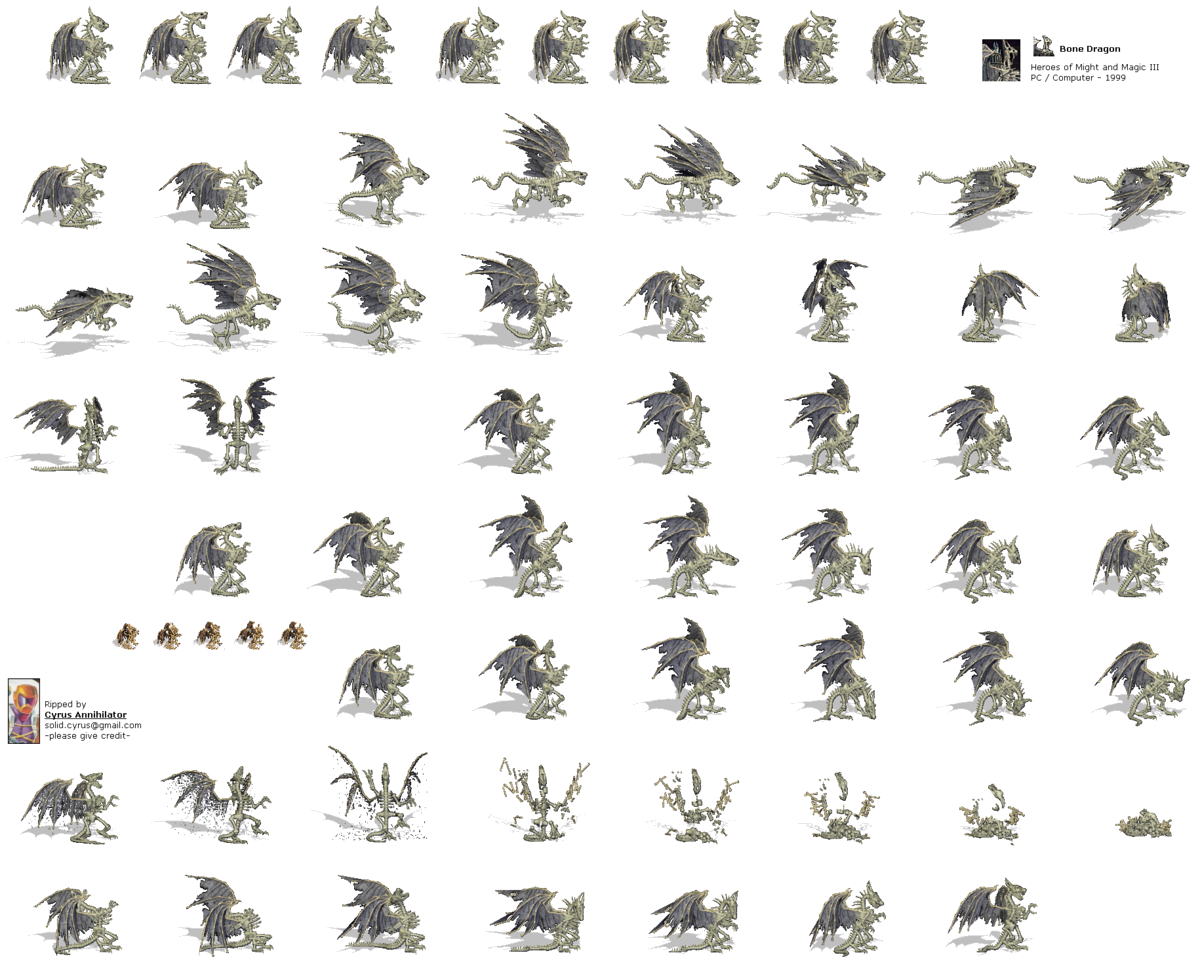 Bone Dragon
Heroes of Might and Magic III
PC / Computer - 1999
Ripped by
Cyrus Annihilator
solid.cyrus@gmail.com
-please give credit-